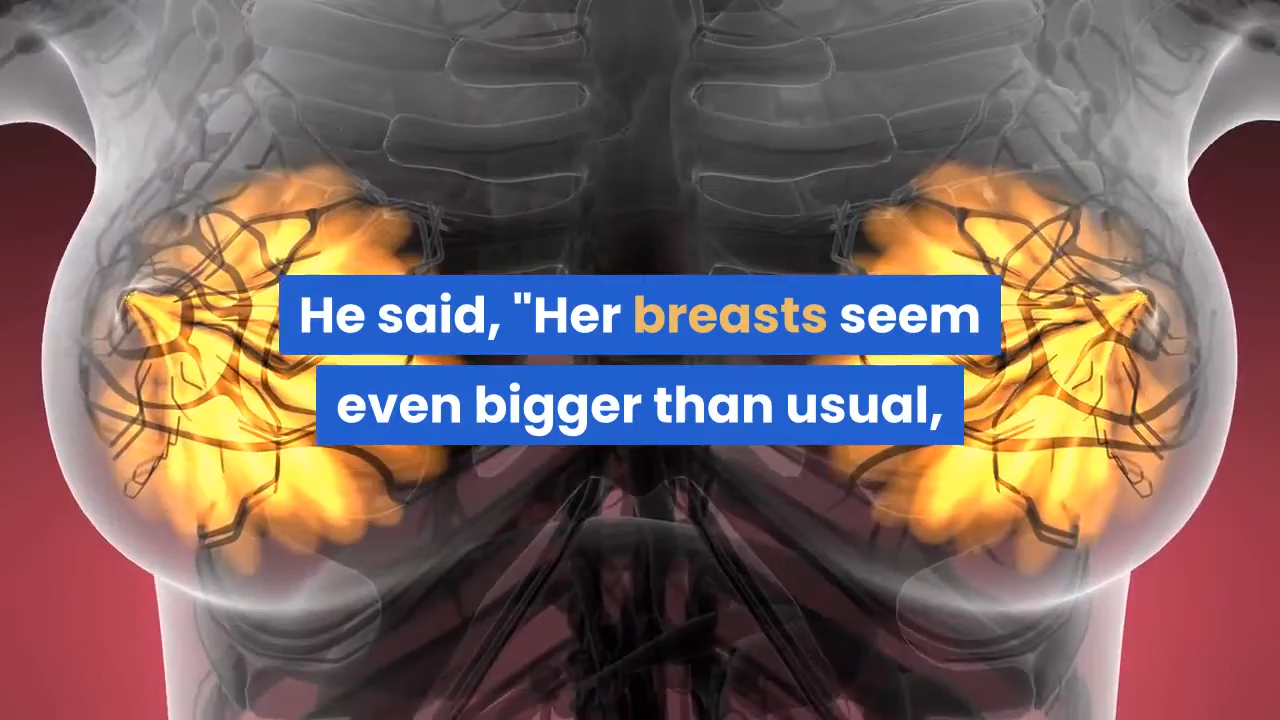 He said, "Her breasts seem
even bigger than usual,